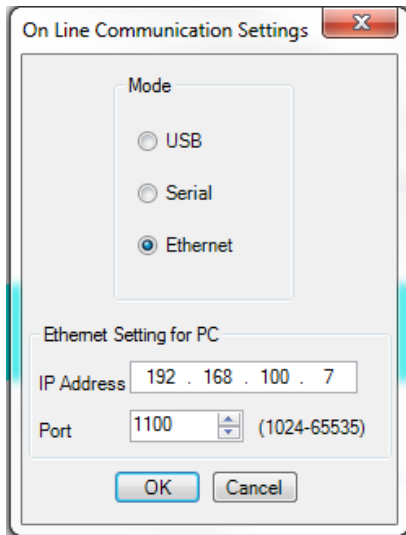 On Line Communication Settings
Mode
USB
Serial
Ethernet
Ethernet Setting for PC
IP Address 192 . 168 . 100 . 7
Port 1100 (1024-65535)
OK Cancel